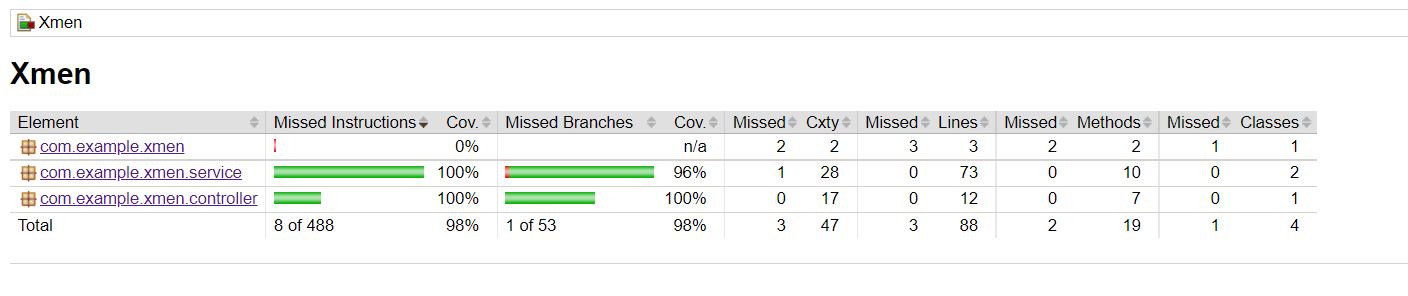 Xmen
Xmen
Element Missed Instructions Cov. Missed Branches Cov. Missed Cxty Missed Lines Missed Methods Missed Classes
com.example.xmen 0% n/a 2 2 3 3 2 2 1 1
com.example.xmen.service 100% 96% 1 28 0 73 0 10 0 2
com.example.xmen.controller 100% 100% 0 17 0 12 0 7 0 1
Total 8 of 488 98% 1 of 53 98% 3 47 3 88 2 19 1 4